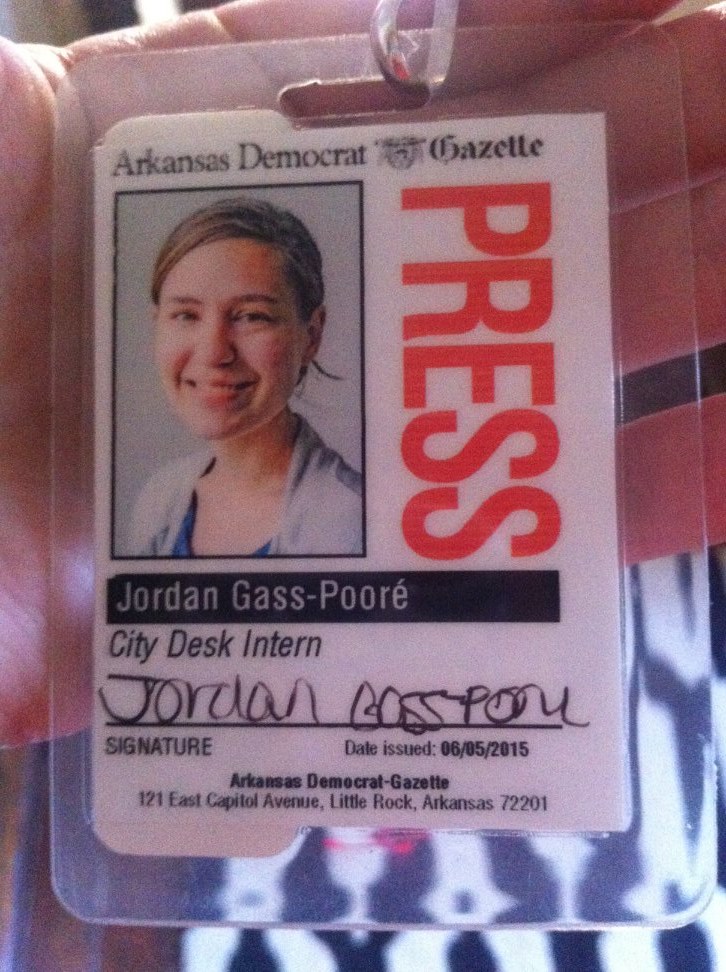 Arkansas Democrat Gazette
PRESS
Jordan Gass-Pooré
City Desk Intern
Jordan Gass-Pooré
SIGNATURE Date issued: 06/05/2015
Arkansas Democrat-Gazette
121 East Capitol Avenue, Little Rock, Arkansas 72201